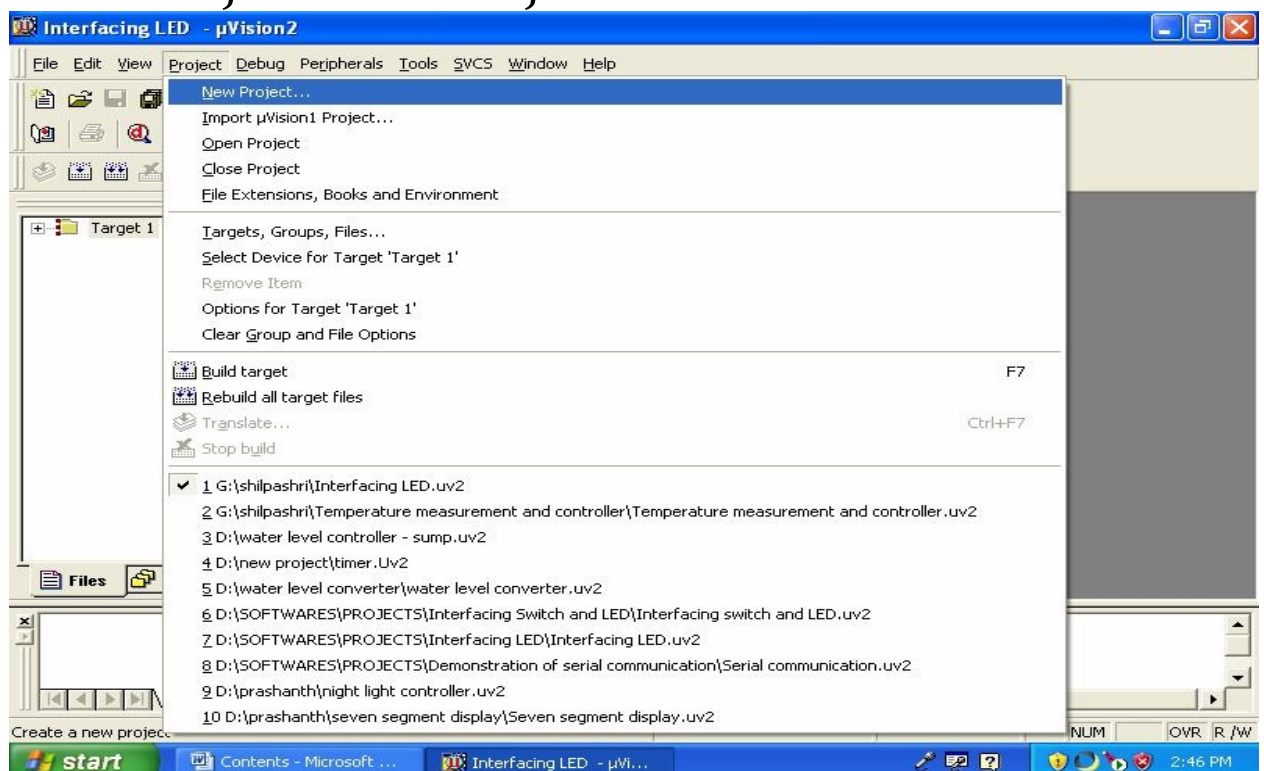 Interfacing LED - µVision2
File Edit View Project Debug Peripherals Tools SVCS Window Help
New Project...
Import µVision1 Project...
Open Project
Close Project
File Extensions, Books and Environment
Target 1
Targets, Groups, Files...
Select Device for Target 'Target 1'
Remove Item
Options for Target 'Target 1'
Clear Group and File Options
Build target F7
Rebuild all target files
Translate... Ctrl+F7
Stop build
1 G:\shilpashri\Interfacing LED.uv2
2 G:\shilpashri\Temperature measurement and controller\Temperature measurement and controller.uv2
3 D:\water level controller - sump.uv2
4 D:\new project\timer.Uv2
Files
5 D:\water level converter\water level converter.uv2
6 D:\SOFTWARES\PROJECTS\Interfacing Switch and LED\Interfacing switch and LED.uv2
7 D:\SOFTWARES\PROJECTS\Interfacing LED\Interfacing LED.uv2
8 D:\SOFTWARES\PROJECTS\Demonstration of serial communication\Serial communication.uv2
9 D:\prashanth\night light controller.uv2
10 D:\prashanth\seven segment display\Seven segment display.uv2
Create a new projec NUM OVR R/W
start Contents - Microsoft ... Interfacing LED - µVi... 2:46 PM